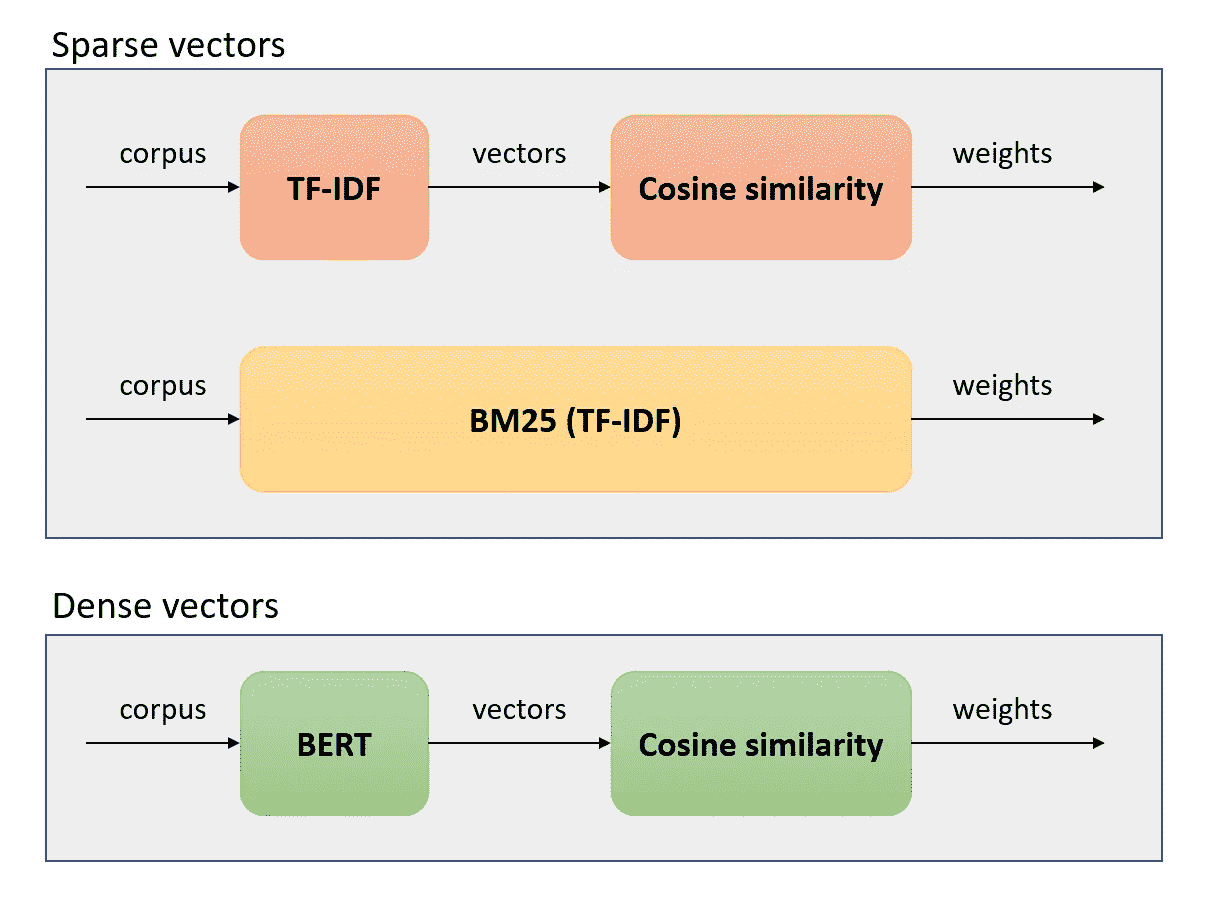 Sparse vectors
corpus
TF-IDF
vectors
Cosine similarity
weights
corpus
BM25 (TF-IDF)
weights
Dense vectors
corpus
BERT
vectors
Cosine similarity
weights